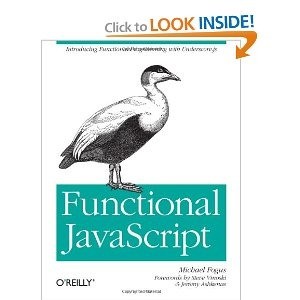 Click to LOOK INSIDE!
Introducing Functional Programming with Underscore.js
Functional
JavaScript
Michael Fogus
Forewords by Steve Vinoski
& Jeremy Ashkenas
O'REILLY®